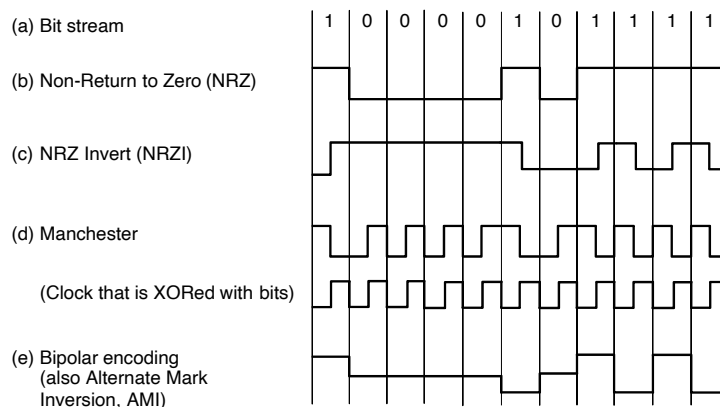 (a) Bit stream 1 0 0 0 0 1 0 1 1 1 1
(b) Non-Return to Zero (NRZ)
(c) NRZ Invert (NRZI)
(d) Manchester
(Clock that is XORed with bits)
(e) Bipolar encoding
(also Alternate Mark
Inversion, AMI)